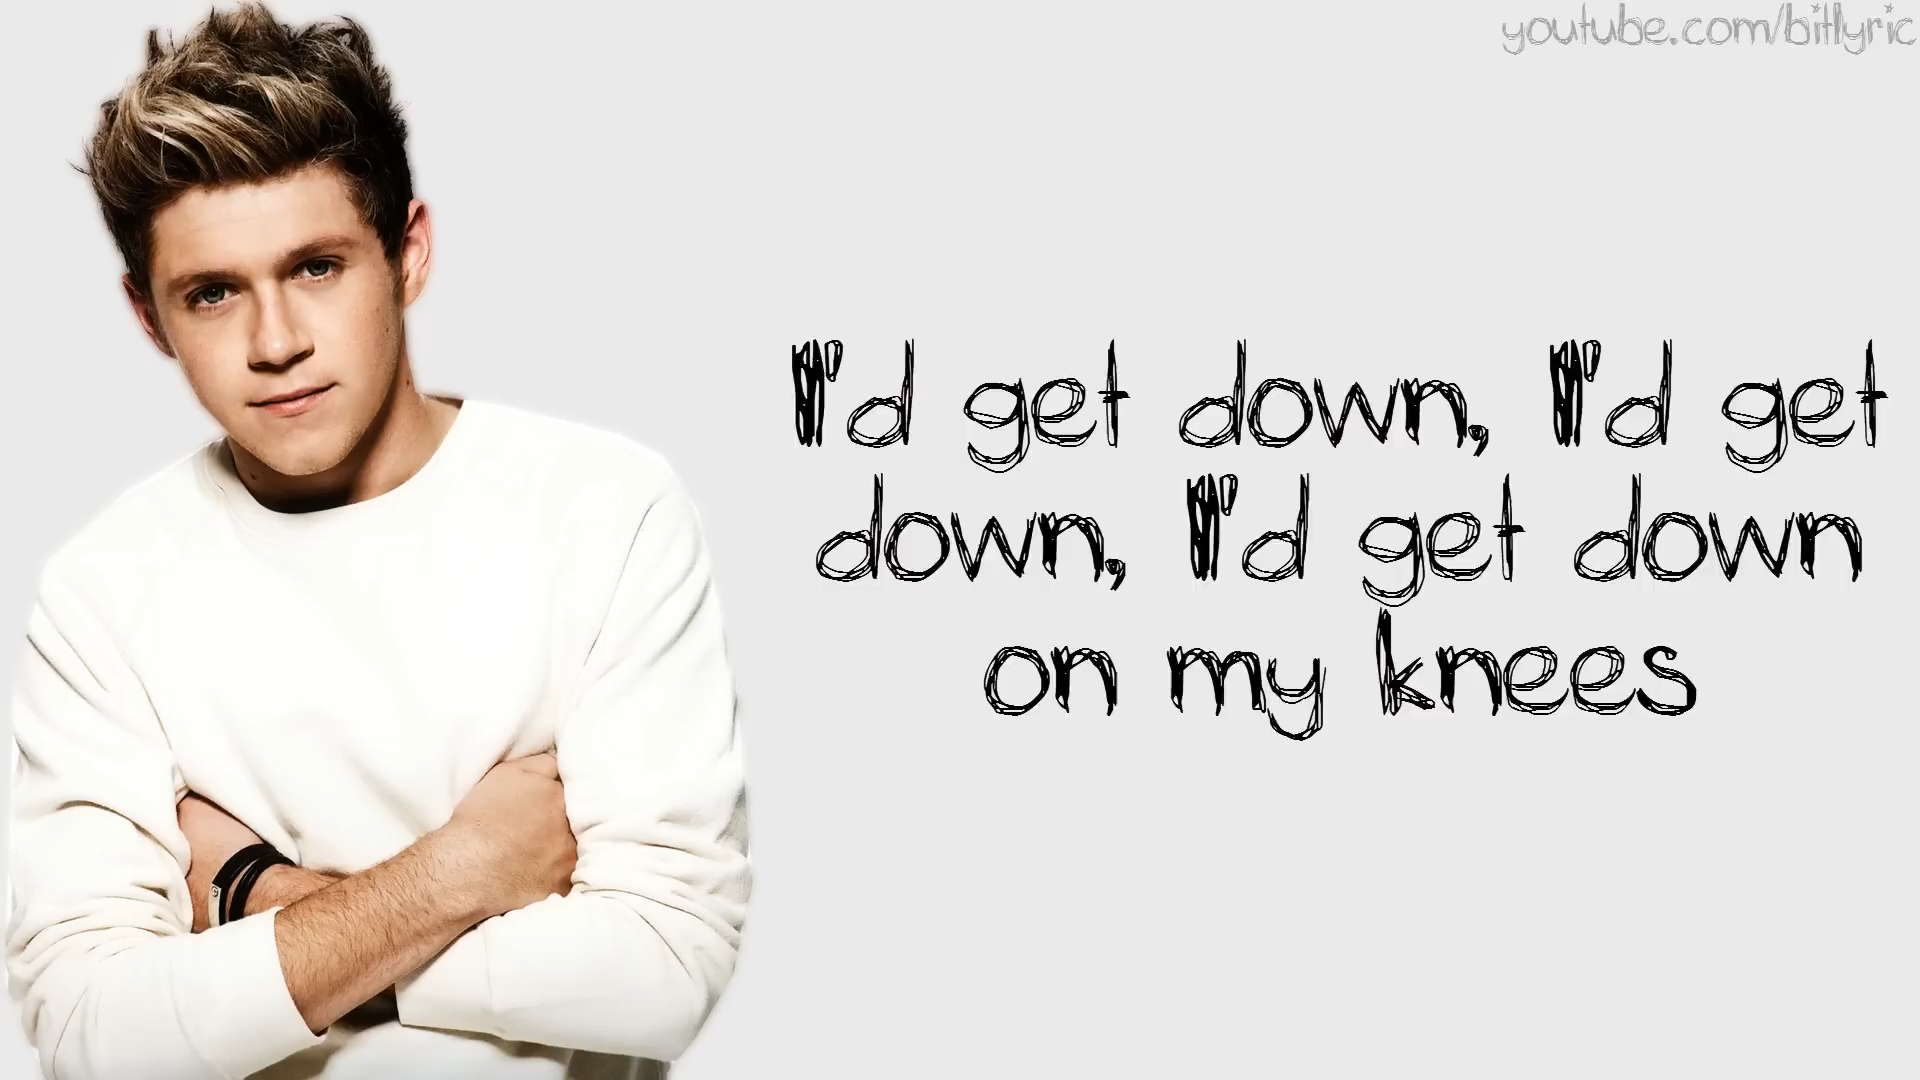 youtube.com/bitlyric
I'd get down, I'd get
down, I'd get down
on my knees